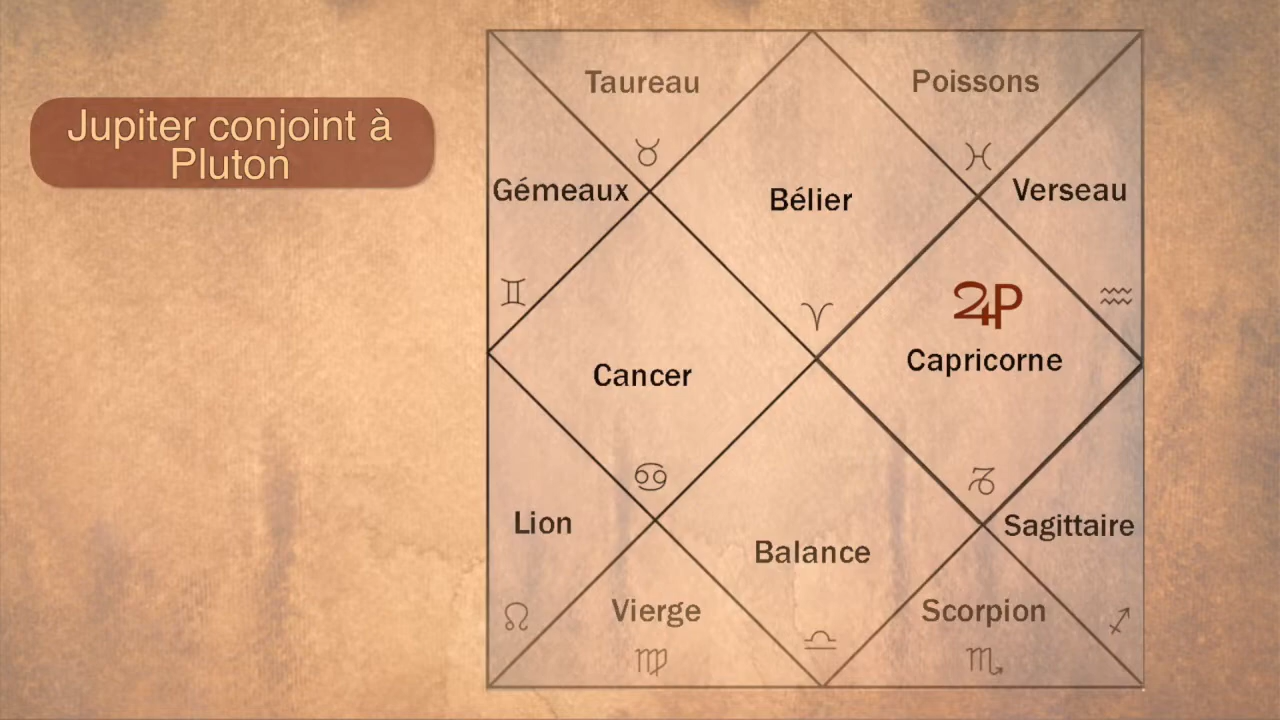 Jupiter conjoint à
Pluton
Taureau
Poissons
♉
♓
Gémeaux
Bélier
Verseau
♊
♃P
♒
♈
Capricorne
Cancer
♋
♑
Lion
Sagittaire
Balance
Vierge
Scorpion
♌
♎
♐
♍
♏